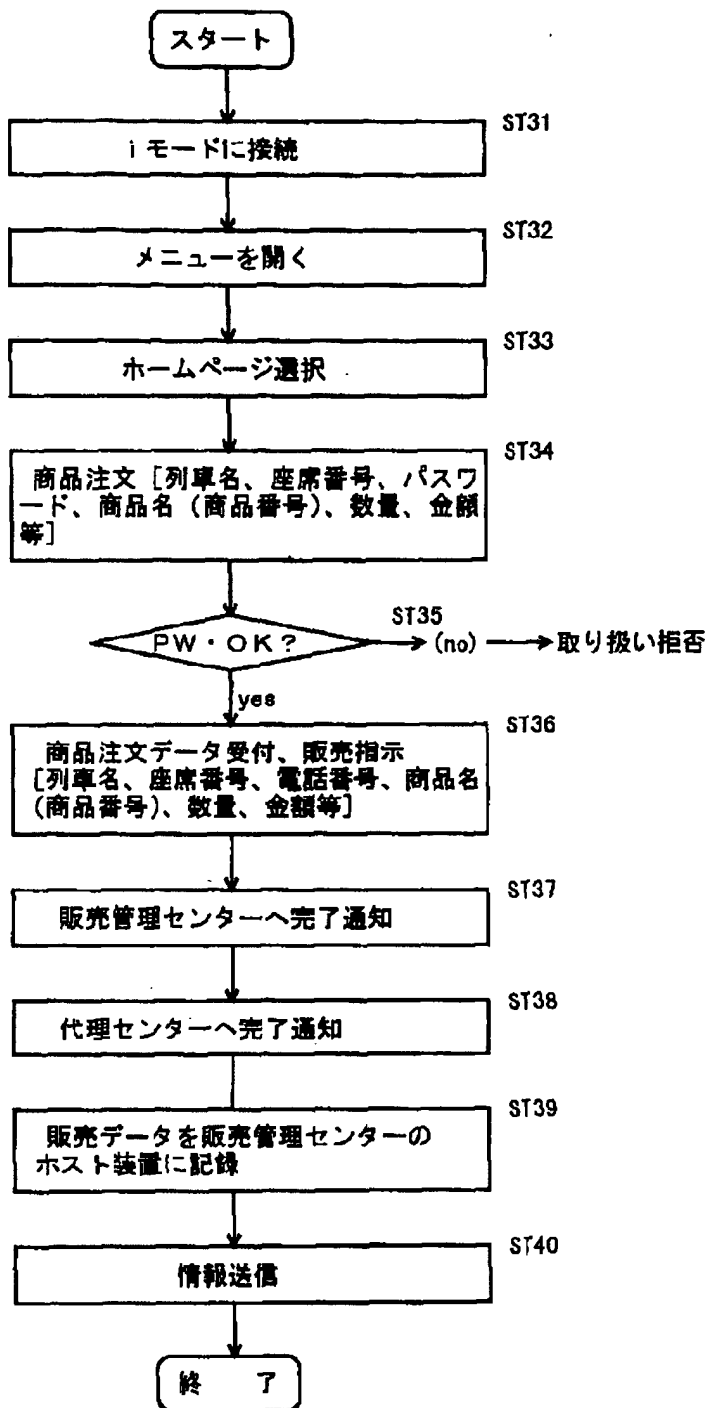 スタート
ST31
iモードに接続
ST32
メニューを開く
ST33
ホームページ選択
ST34
商品注文［列車名、座席番号、パスワ
ード、商品名（商品番号）、数量、金額
等］
ST35
PW・OK？
(no)
取り扱い拒否
yes
ST36
商品注文データ受付、販売指示
［列車名、座席番号、電話番号、商品名
（商品番号）、数量、金額等］
ST37
販売管理センターへ完了通知
ST38
代理センターへ完了通知
ST39
販売データを販売管理センターの
ホスト装置に記録
ST40
情報送信
終 了